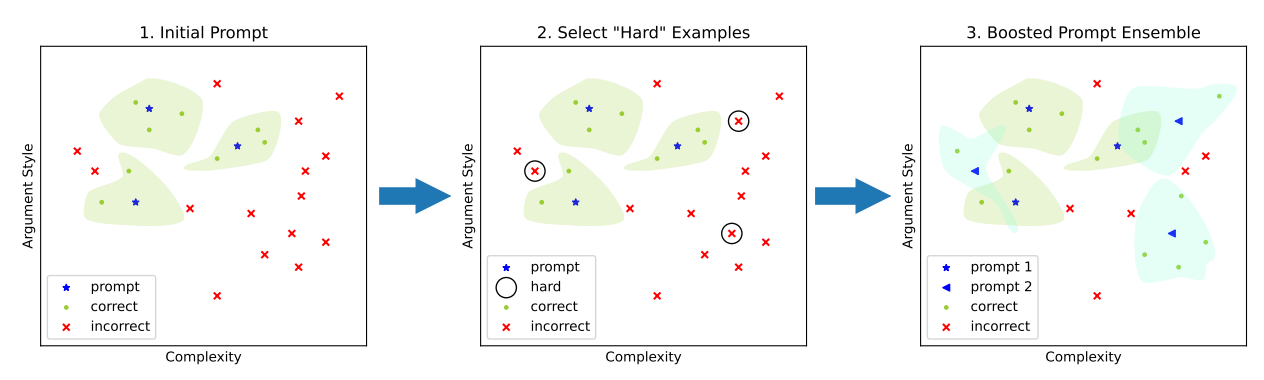 1. Initial Prompt
Argument Style
prompt
correct
incorrect
Complexity
2. Select "Hard" Examples
Argument Style
prompt
hard
correct
incorrect
Complexity
3. Boosted Prompt Ensemble
Argument Style
prompt 1
prompt 2
correct
incorrect
Complexity